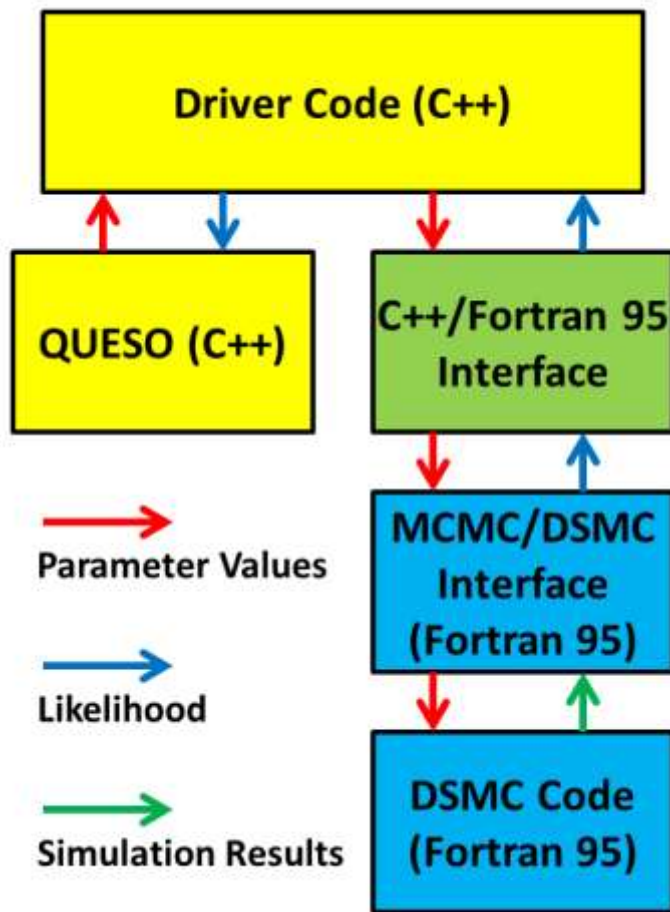 Driver Code (C++)
QUESO (C++)
C++/Fortran 95
Interface
MCMC/DSMC
Interface
(Fortran 95)
DSMC Code
(Fortran 95)
Parameter Values
Likelihood
Simulation Results